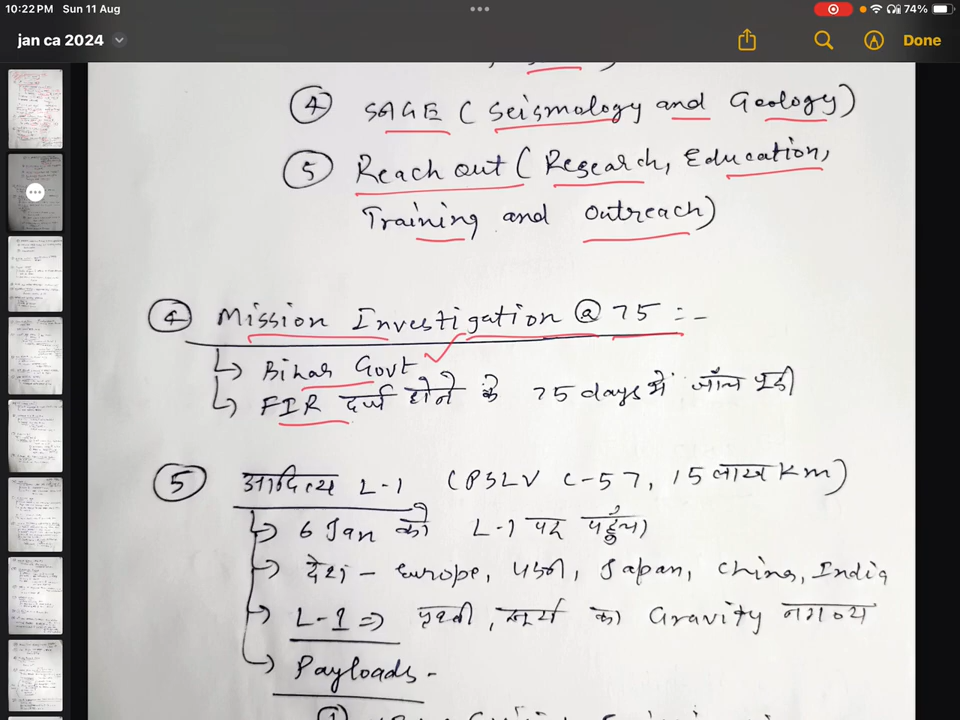 10:22 PM Sun 11 Aug
74%
jan ca 2024
Done
④ SAGE (Seismology and Geology)
⑤ Reach out (Research, Education,
Training and Outreach)
④ Mission Investigation @ 75 :-
↳ Bihar Govt
↳ FIR दर्ज होने के 75 days में जाँच पूरी
⑤ आदित्य L-1 (PSLV C-57, 15 लाख Km)
↳ 6 Jan को L-1 पर पहुँचा
↳ देश - Europe, Japan, China, India
↳ L-1 ⇒ पृथ्वी, सूर्य का Gravity नगण्य
↳ Payloads -
①